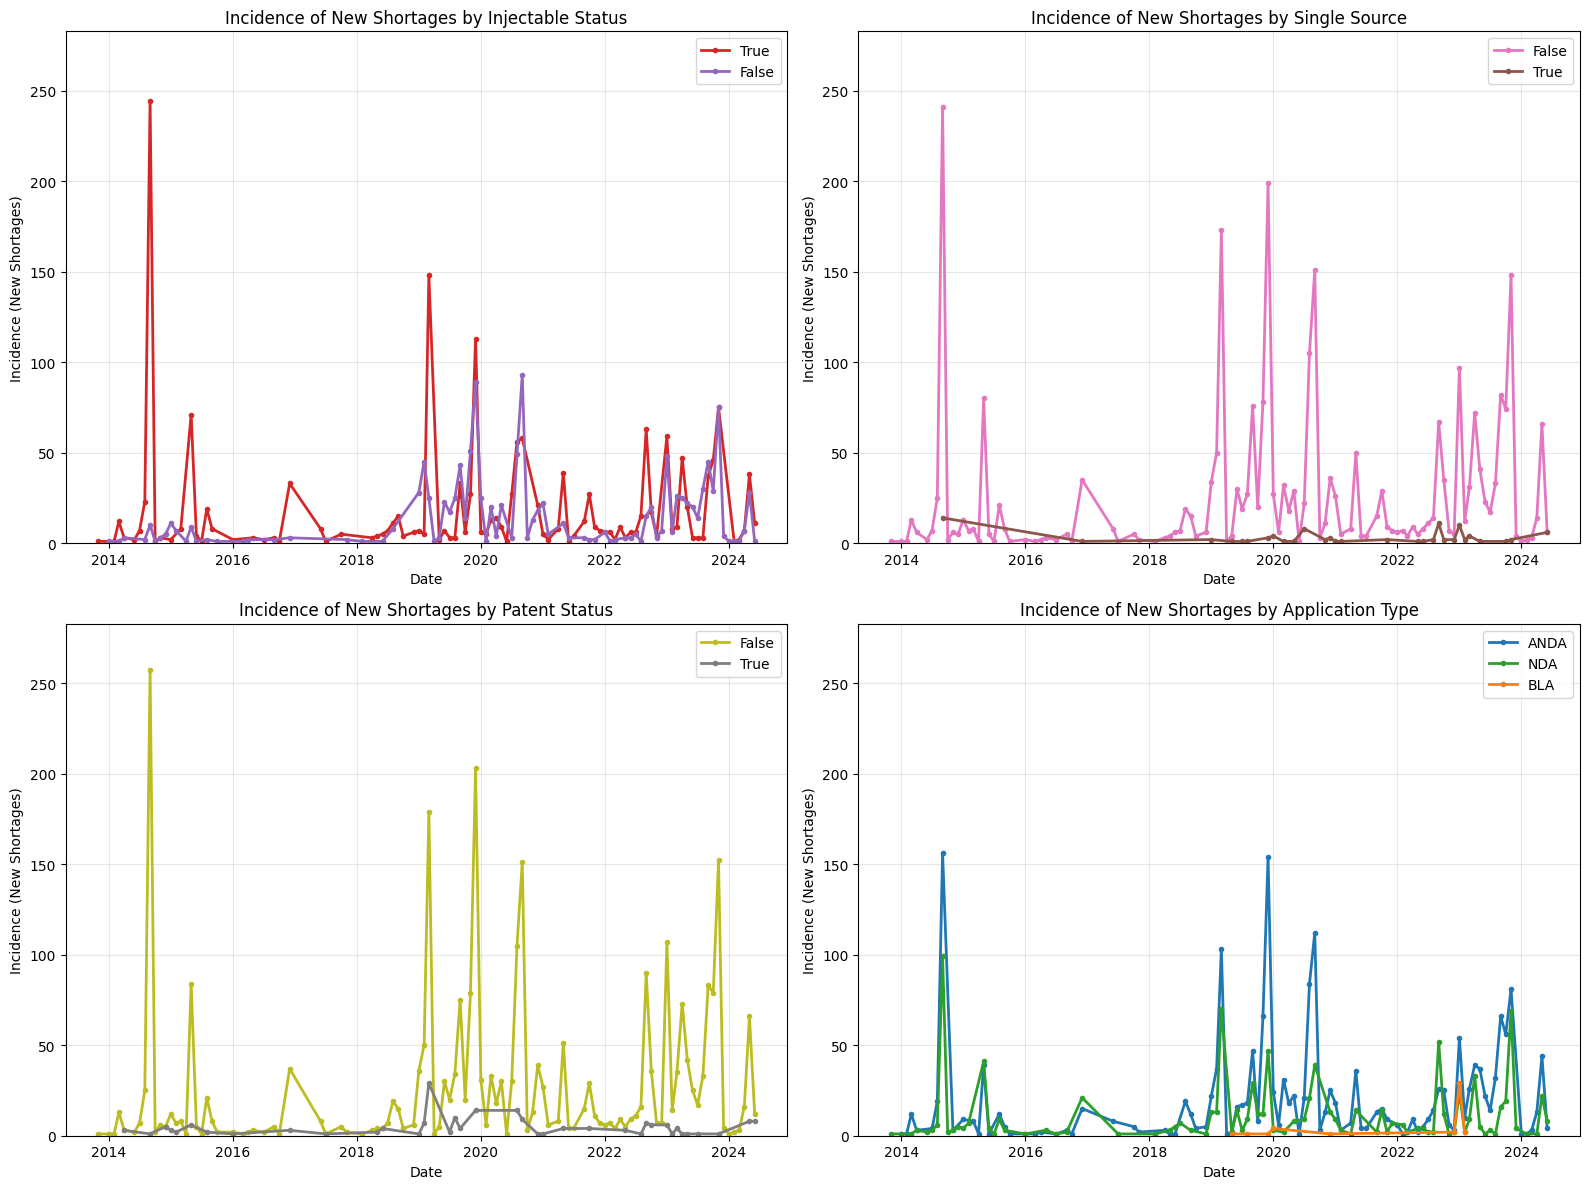 Incidence of New Shortages by Injectable Status
True
False
Incidence (New Shortages)
250
200
150
100
50
0
2014 2016 2018 2020 2022 2024
Date
Incidence of New Shortages by Single Source
False
True
Incidence (New Shortages)
250
200
150
100
50
0
2014 2016 2018 2020 2022 2024
Date
Incidence of New Shortages by Patent Status
False
True
Incidence (New Shortages)
250
200
150
100
50
0
2014 2016 2018 2020 2022 2024
Date
Incidence of New Shortages by Application Type
ANDA
NDA
BLA
Incidence (New Shortages)
250
200
150
100
50
0
2014 2016 2018 2020 2022 2024
Date